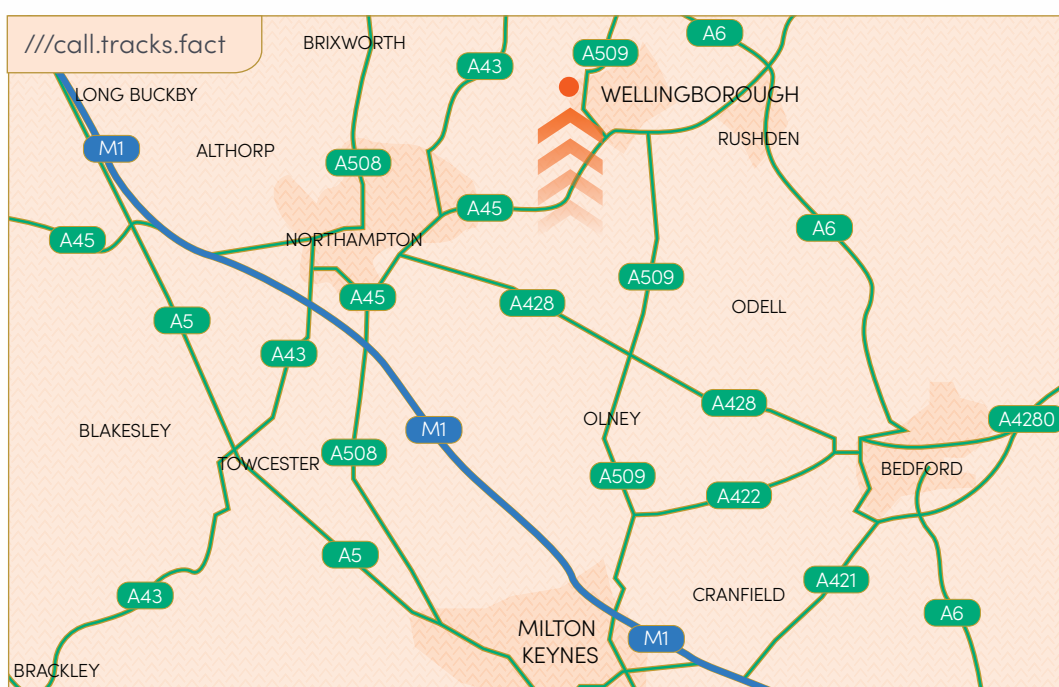 ///call.tracks.fact
BRIXWORTH
A6
A43
A509
LONG BUCKBY
WELLINGBOROUGH
M1
ALTHORP
A508
RUSHDEN
A45
A45
NORTHAMPTON
A6
A509
A45
A428
ODELL
A5
A43
A428
BLAKESLEY
M1
OLNEY
A4280
TOWCESTER
A508
A509
BEDFORD
A422
A5
A421
A43
CRANFIELD
A6
MILTON
KEYNES
M1
BRACKLEY